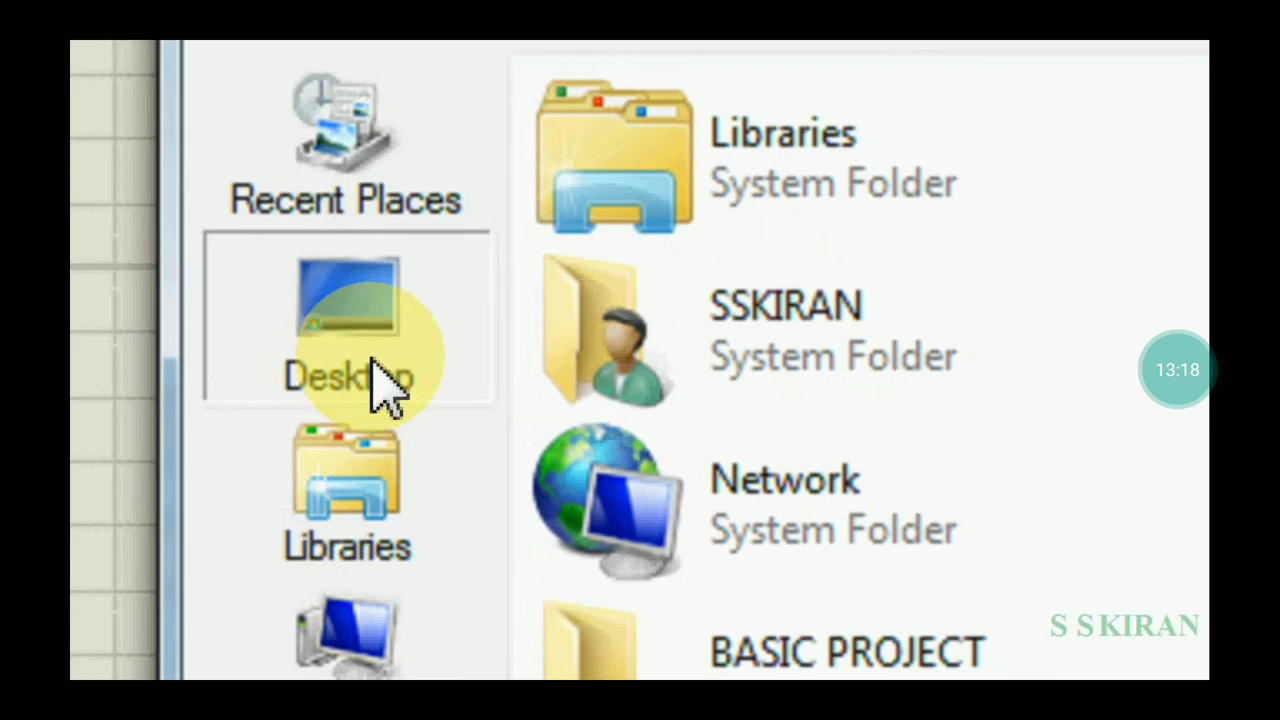 Recent Places
Desktop
Libraries
Libraries
System Folder
SSKIRAN
System Folder
Network
System Folder
BASIC PROJECT
13:18
S SKIRAN